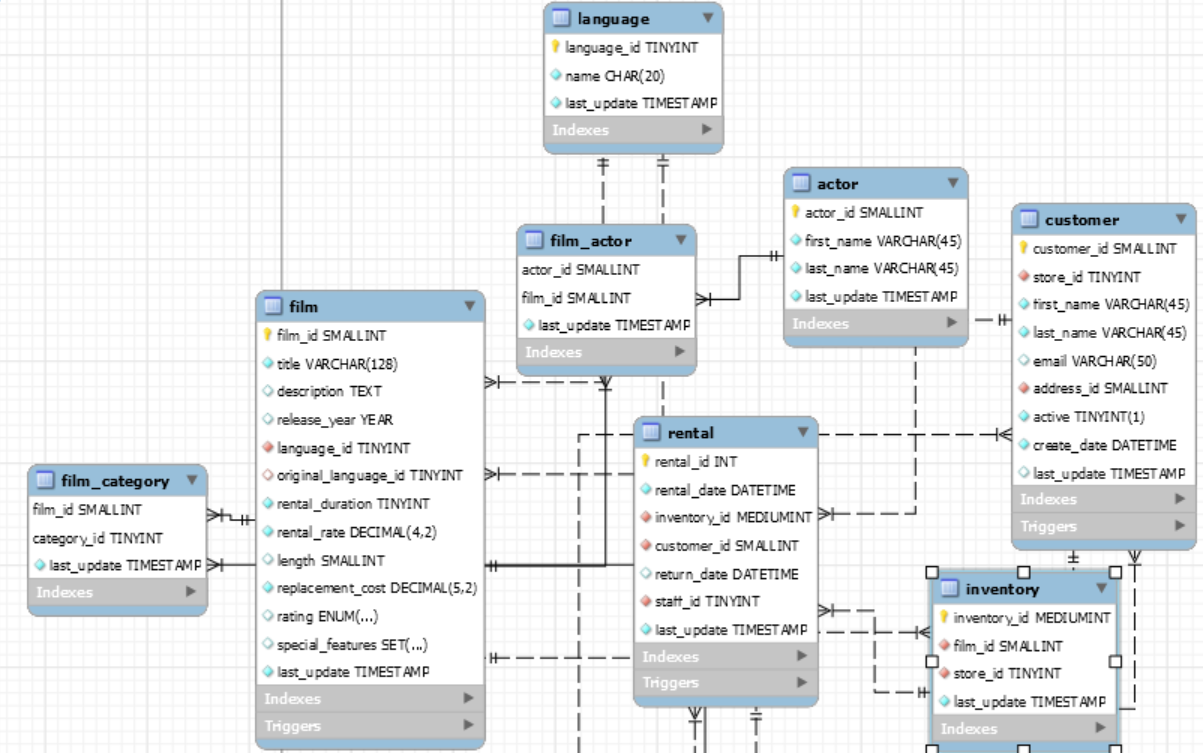 language
language_id TINYINT
name CHAR(20)
last_update TIMESTAMP
Indexes
actor
actor_id SMALLINT
first_name VARCHAR(45)
last_name VARCHAR(45)
last_update TIMESTAMP
Indexes
customer
customer_id SMALLINT
store_id TINYINT
first_name VARCHAR(45)
last_name VARCHAR(45)
email VARCHAR(50)
address_id SMALLINT
active TINYINT(1)
create_date DATETIME
last_update TIMESTAMP
Indexes
Triggers
film_actor
actor_id SMALLINT
film_id SMALLINT
last_update TIMESTAMP
Indexes
film
film_id SMALLINT
title VARCHAR(128)
description TEXT
release_year YEAR
language_id TINYINT
original_language_id TINYINT
rental_duration TINYINT
rental_rate DECIMAL(4,2)
length SMALLINT
replacement_cost DECIMAL(5,2)
rating ENUM(...)
special_features SET(...)
last_update TIMESTAMP
Indexes
Triggers
rental
rental_id INT
rental_date DATETIME
inventory_id MEDIUMINT
customer_id SMALLINT
return_date DATETIME
staff_id TINYINT
last_update TIMESTAMP
Indexes
Triggers
film_category
film_id SMALLINT
category_id TINYINT
last_update TIMESTAMP
Indexes
inventory
inventory_id MEDIUMINT
film_id SMALLINT
store_id TINYINT
last_update TIMESTAMP
Indexes